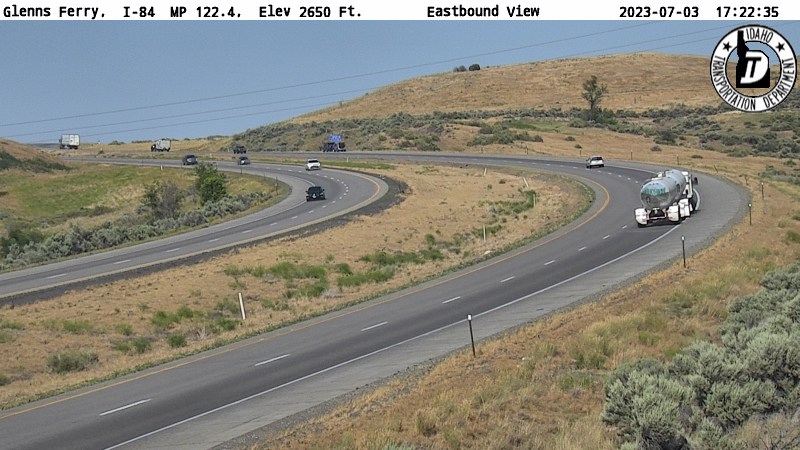 Glenns Ferry, I-84 MP 122.4, Elev 2650 Ft. Eastbound View 2023-07-03 17:22:35
IDAHO
TRANSPORTATION DEPARTMENT